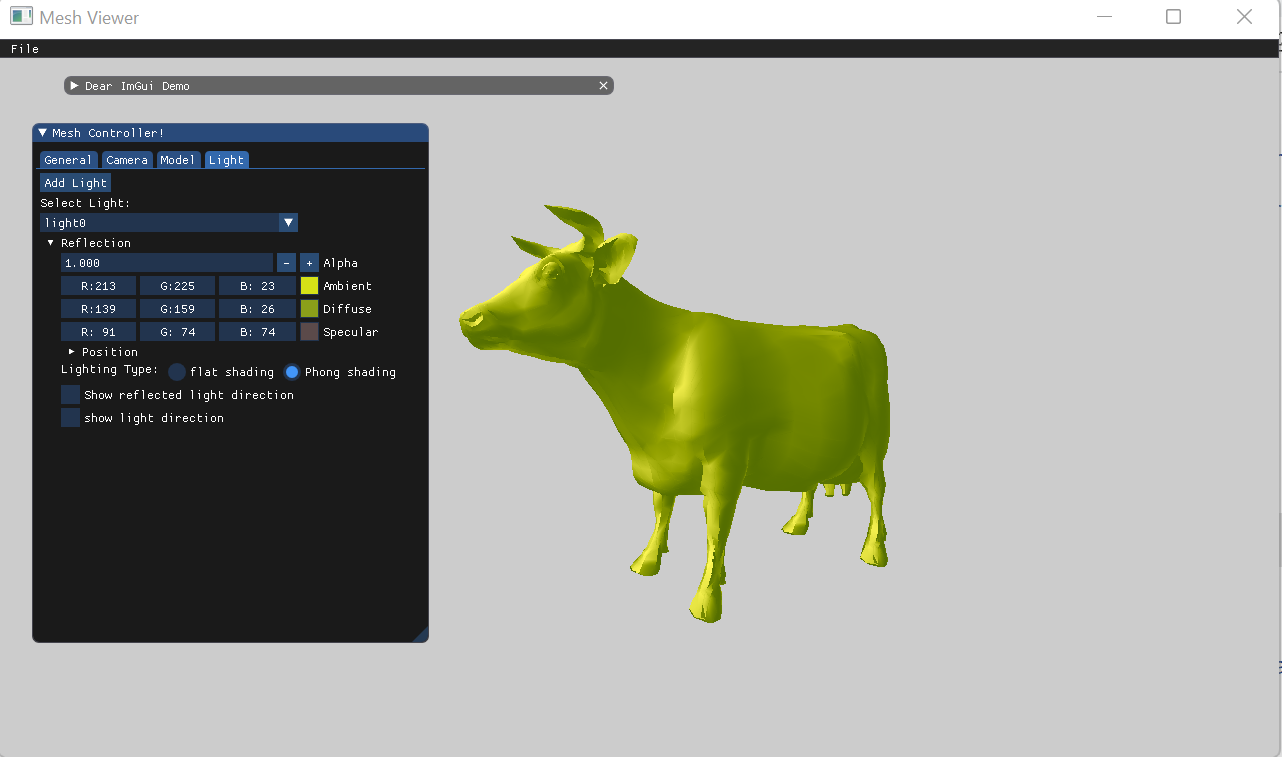 Mesh Viewer
File
Dear ImGui Demo
Mesh Controller!
General Camera Model Light
Add Light
Select Light:
light0
Reflection
1.000 - + Alpha
R:213 G:225 B: 23 Ambient
R:139 G:159 B: 26 Diffuse
R: 91 G: 74 B: 74 Specular
Position
Lighting Type: flat shading Phong shading
Show reflected light direction
show light direction